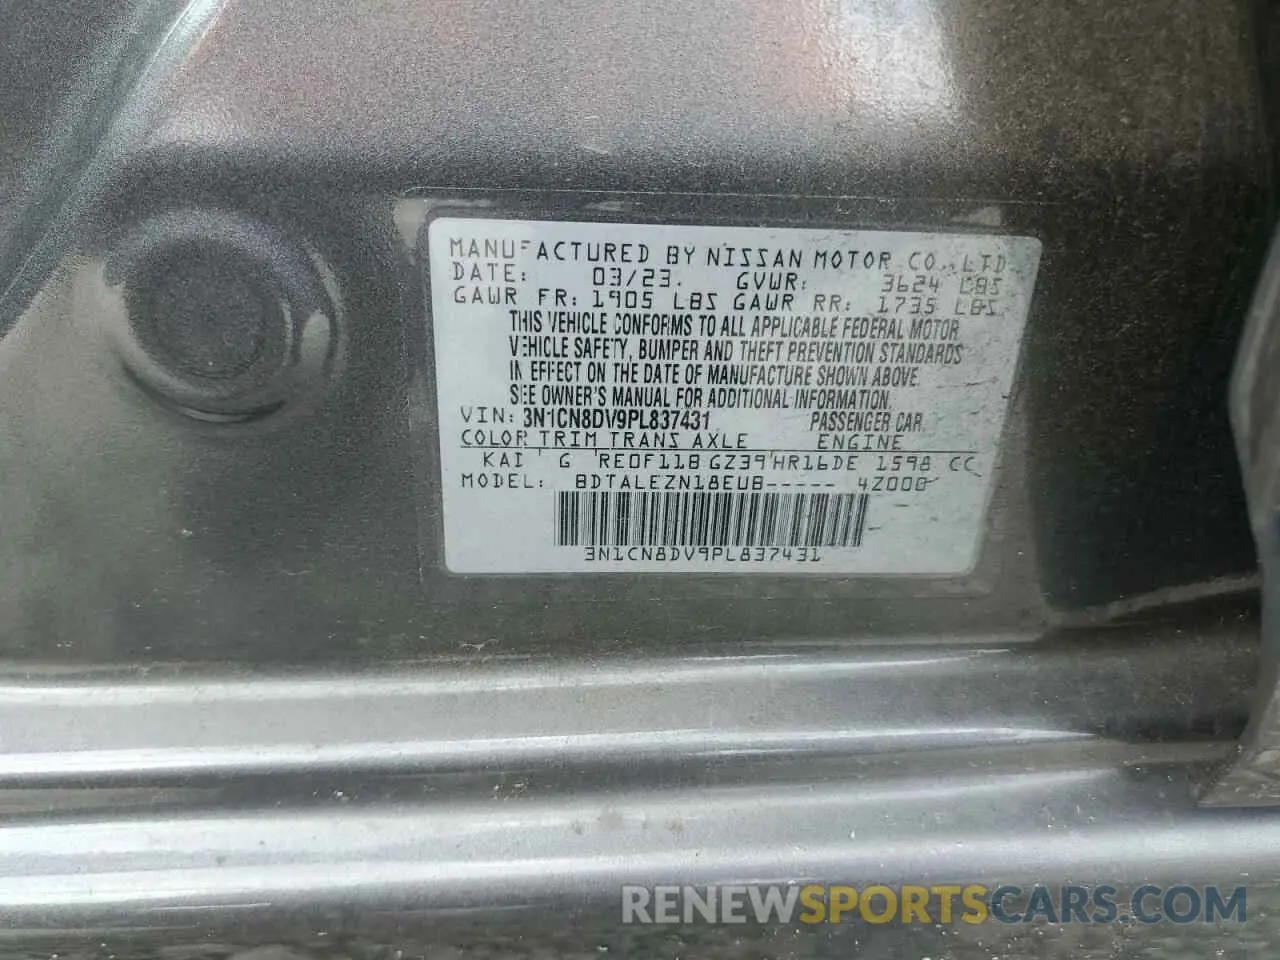 MANUFACTURED BY NISSAN MOTOR CO., LTD.
DATE: 03/23. GVWR: 3624 LBS
GAWR FR: 1905 LBS GAWR RR: 1735 LBS
THIS VEHICLE CONFORMS TO ALL APPLICABLE FEDERAL MOTOR
VEHICLE SAFETY, BUMPER AND THEFT PREVENTION STANDARDS
IN EFFECT ON THE DATE OF MANUFACTURE SHOWN ABOVE.
SEE OWNER'S MANUAL FOR ADDITIONAL INFORMATION.
VIN: 3N1CN8DV9PL837431 PASSENGER CAR
COLOR TRIM TRANS AXLE ENGINE
KAD G RE0F11B GZ39 HR16DE 1598 CC
MODEL: BDTALEZN18EUB----- 4Z000
3N1CN8DV9PL837431
RENEWSPORTSCARS.COM